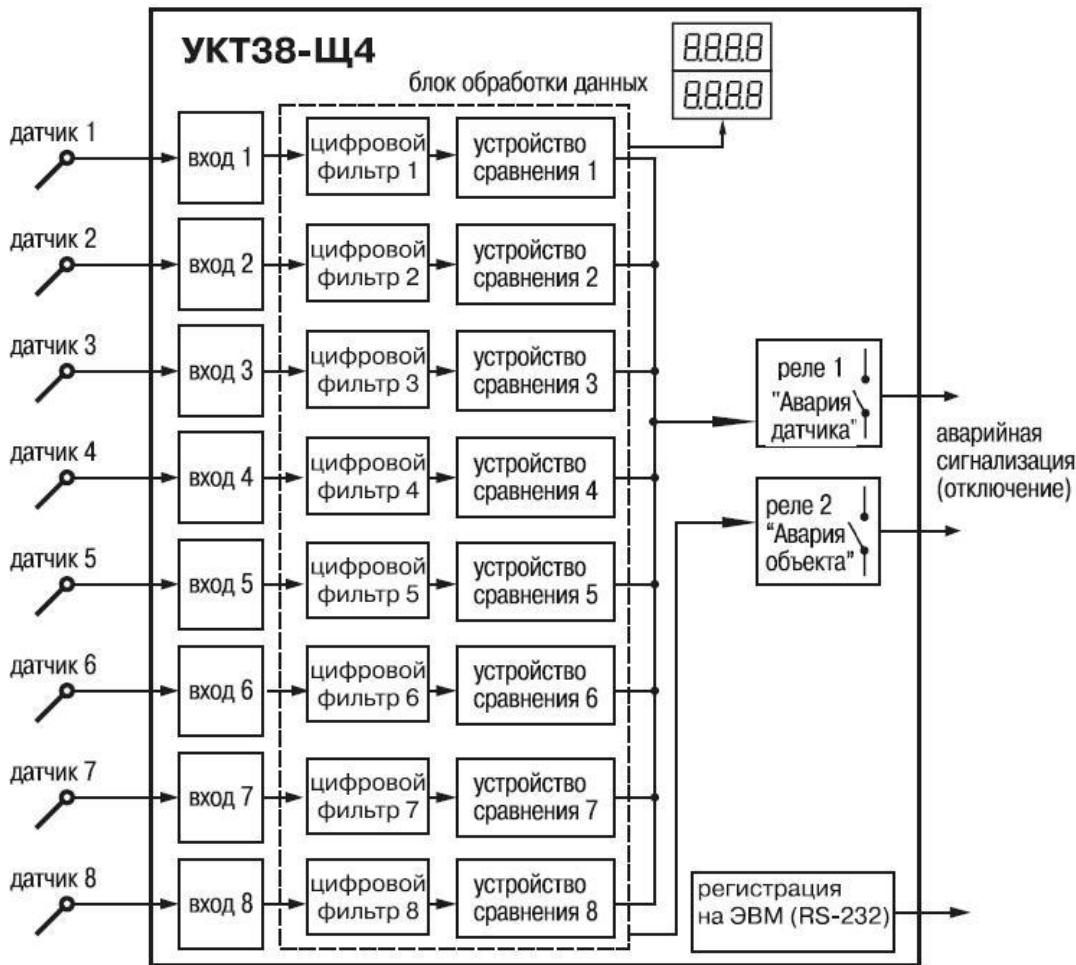 УКТ38-Щ4
8.8.8.8
8.8.8.8
блок обработки данных
датчик 1
вход 1
цифровой
фильтр 1
устройство
сравнения 1
датчик 2
вход 2
цифровой
фильтр 2
устройство
сравнения 2
датчик 3
вход 3
цифровой
фильтр 3
устройство
сравнения 3
датчик 4
вход 4
цифровой
фильтр 4
устройство
сравнения 4
датчик 5
вход 5
цифровой
фильтр 5
устройство
сравнения 5
датчик 6
вход 6
цифровой
фильтр 6
устройство
сравнения 6
датчик 7
вход 7
цифровой
фильтр 7
устройство
сравнения 7
датчик 8
вход 8
цифровой
фильтр 8
устройство
сравнения 8
реле 1
"Авария
датчика"
реле 2
“Авария
объекта”
аварийная
сигнализация
(отключение)
регистрация
на ЭВМ (RS-232)